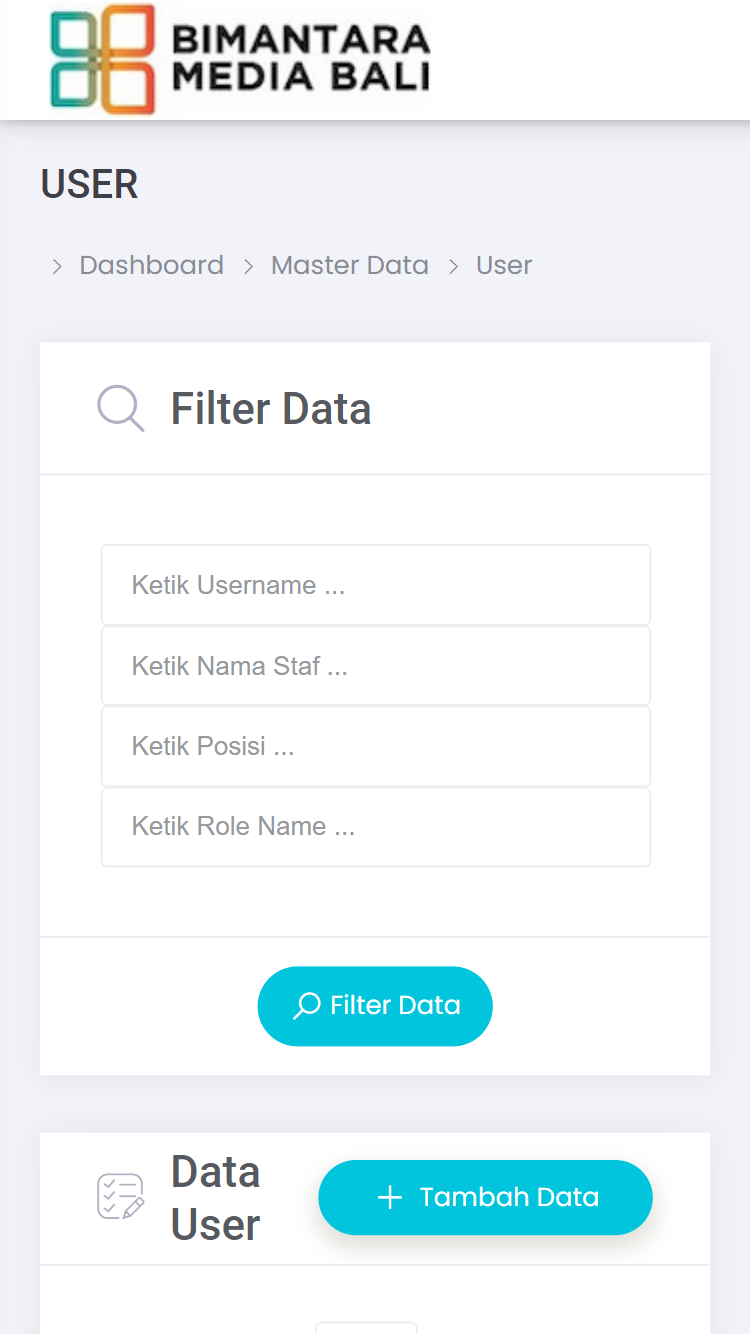 BIMANTARA
MEDIA BALI
USER
Dashboard
Master Data
User
Filter Data
Ketik Username ...
Ketik Nama Staf ...
Ketik Posisi ...
Ketik Role Name ...
Filter Data
Data
User
Tambah Data